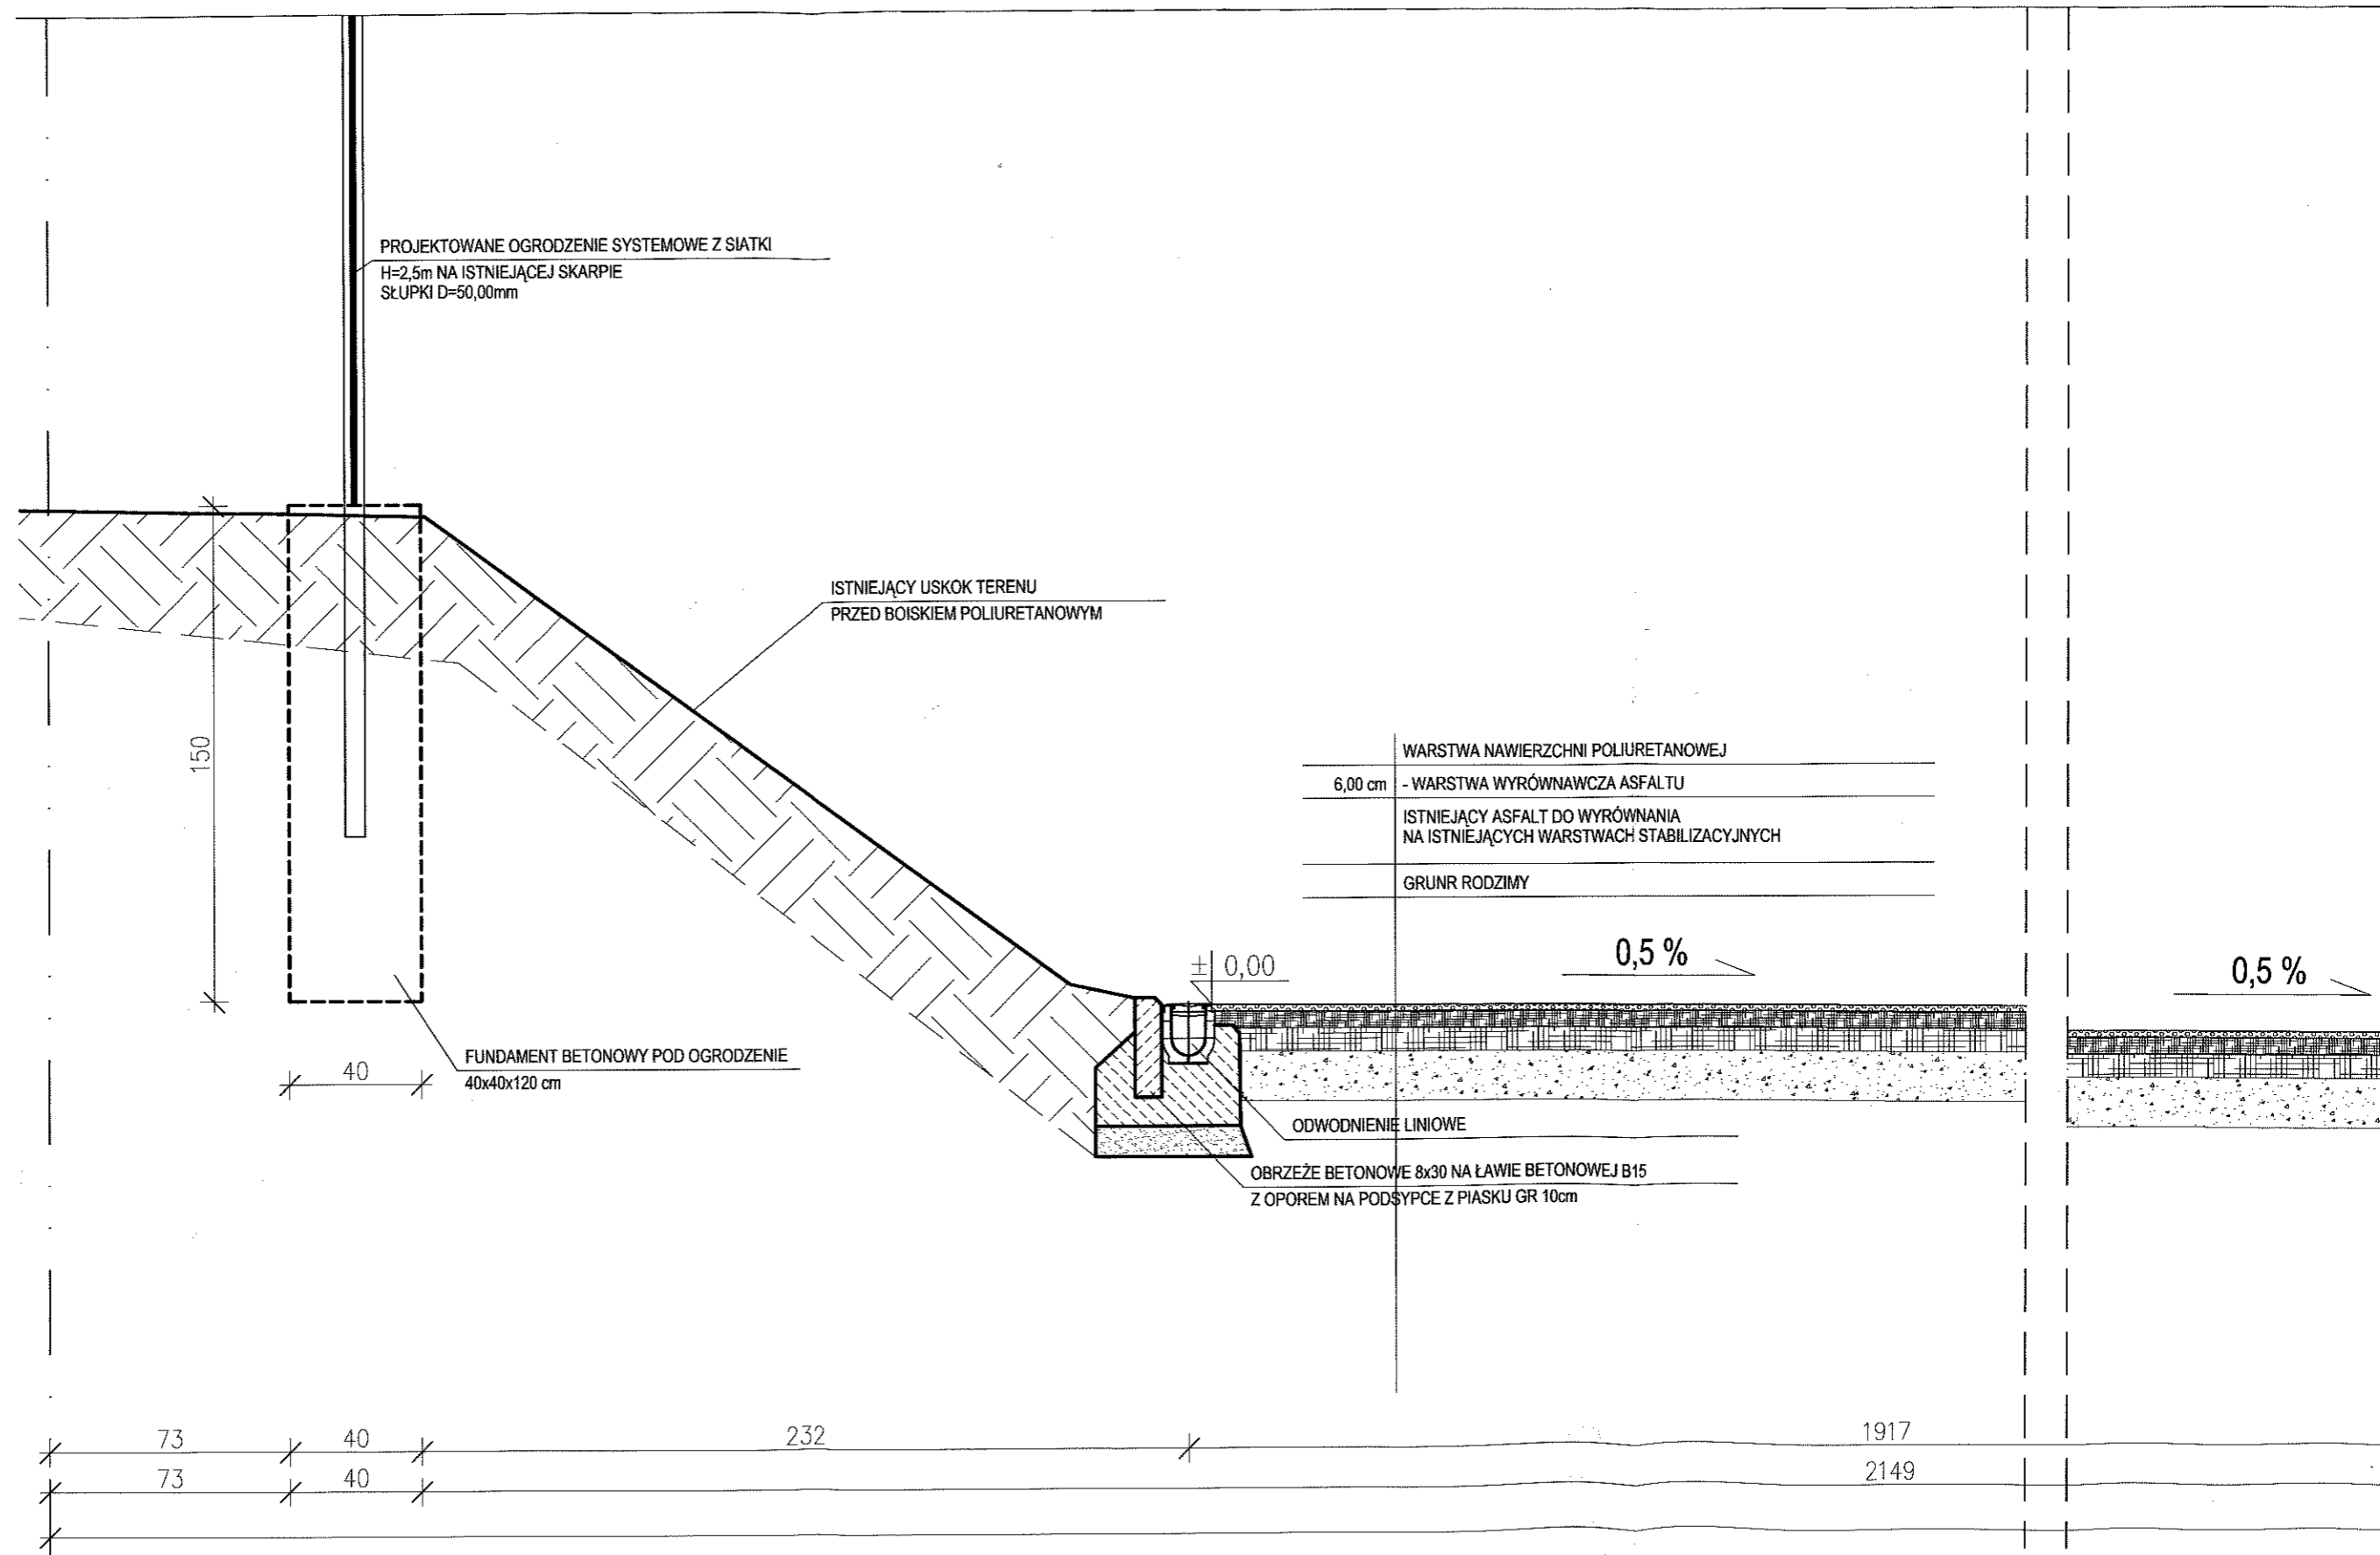 PROJEKTOWANE OGRODZENIE SYSTEMOWE Z SIATKI
H=2,5m NA ISTNIEJĄCEJ SKARPIE
SŁUPKI D=50,00mm
ISTNIEJĄCY USKOK TERENU
PRZED BOISKIEM POLIURETANOWYM
150
WARSTWA NAWIERZCHNI POLIURETANOWEJ
6,00 cm - WARSTWA WYRÓWNAWCZA ASFALTU
ISTNIEJĄCY ASFALT DO WYRÓWNANIA
NA ISTNIEJĄCYCH WARSTWACH STABILIZACYJNYCH
GRUNR RODZIMY
± 0,00
0,5 %
0,5 %
FUNDAMENT BETONOWY POD OGRODZENIE
40x40x120 cm
40
ODWODNIENIE LINIOWE
OBRZEŻE BETONOWE 8x30 NA ŁAWIE BETONOWEJ B15
Z OPOREM NA PODSYPCE Z PIASKU GR 10cm
73 40 232 1917
73 40 2149